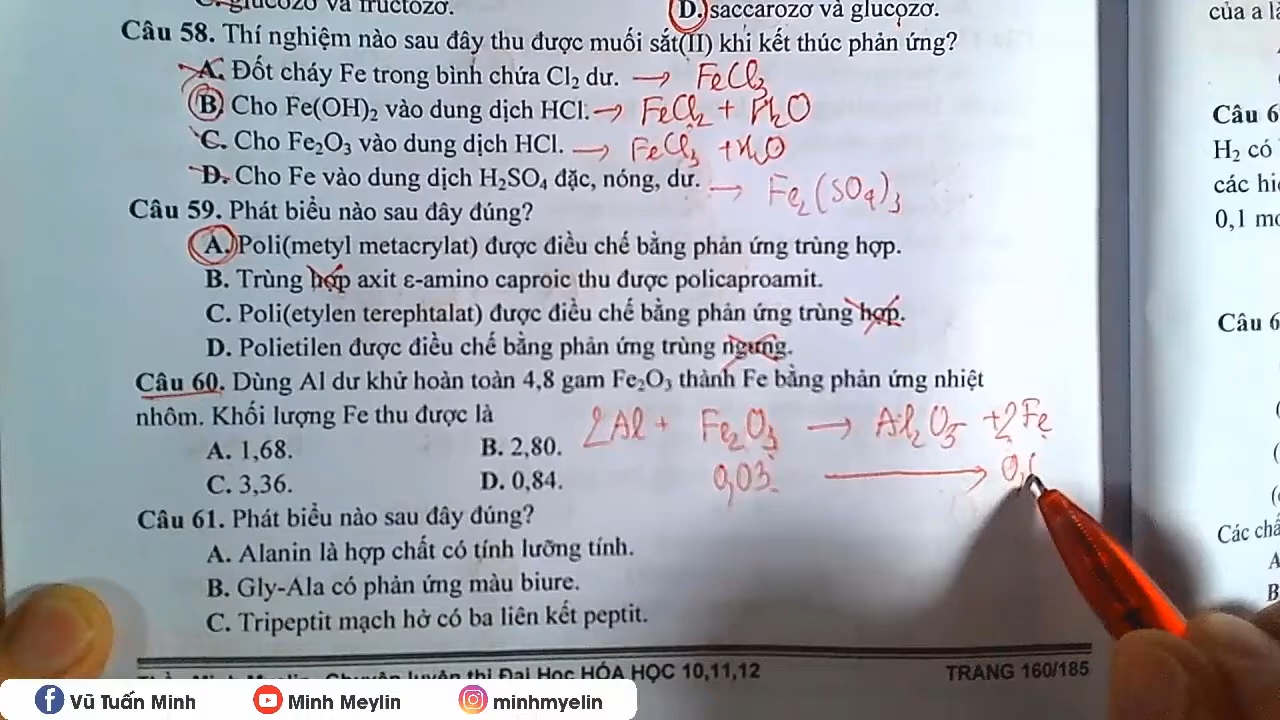 C. glucozơ và fructozơ.
D. saccarozơ và glucozơ.
Câu 58. Thí nghiệm nào sau đây thu được muối sắt(II) khi kết thúc phản ứng?
A. Đốt cháy Fe trong bình chứa Cl₂ dư. → FeCl₃
B. Cho Fe(OH)₂ vào dung dịch HCl. → FeCl₂ + H₂O
C. Cho Fe₂O₃ vào dung dịch HCl. → FeCl₃ + H₂O
D. Cho Fe vào dung dịch H₂SO₄ đặc, nóng, dư. → Fe₂(SO₄)₃
Câu 59. Phát biểu nào sau đây đúng?
A. Poli(metyl metacrylat) được điều chế bằng phản ứng trùng hợp.
B. Trùng hợp axit ε-amino caproic thu được policaproamit.
C. Poli(etylen terephtalat) được điều chế bằng phản ứng trùng hợp.
D. Polietilen được điều chế bằng phản ứng trùng ngưng.
Câu 60. Dùng Al dư khử hoàn toàn 4,8 gam Fe₂O₃ thành Fe bằng phản ứng nhiệt
nhôm. Khối lượng Fe thu được là
2Al + Fe₂O₃ → Al₂O₃ + 2Fe
A. 1,68.
B. 2,80.
0,03 → 0,
C. 3,36.
D. 0,84.
Câu 61. Phát biểu nào sau đây đúng?
A. Alanin là hợp chất có tính lưỡng tính.
B. Gly-Ala có phản ứng màu biure.
C. Tripeptit mạch hở có ba liên kết peptit.
Chuyên luyện thi Đại Học HÓA HỌC 10,11,12
TRANG 160/185
của a
Câu 6
H₂ có
các
0,1
Câu 6
Các
A
B
Vũ Tuấn Minh
Minh Meylin
minhmyelin